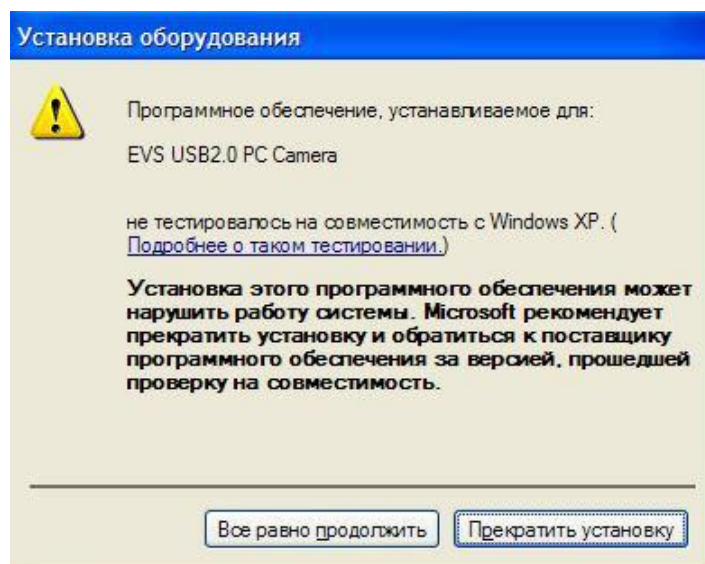 Установка оборудования
Программное обеспечение, устанавливаемое для:
EVS USB2.0 PC Camera
не тестировалось на совместимость с Windows XP. (
Подробнее о таком тестировании.)
Установка этого программного обеспечения может
нарушить работу системы. Microsoft рекомендует
прекратить установку и обратиться к поставщику
программного обеспечения за версией, прошедшей
проверку на совместимость.
Все равно продолжить
Прекратить установку